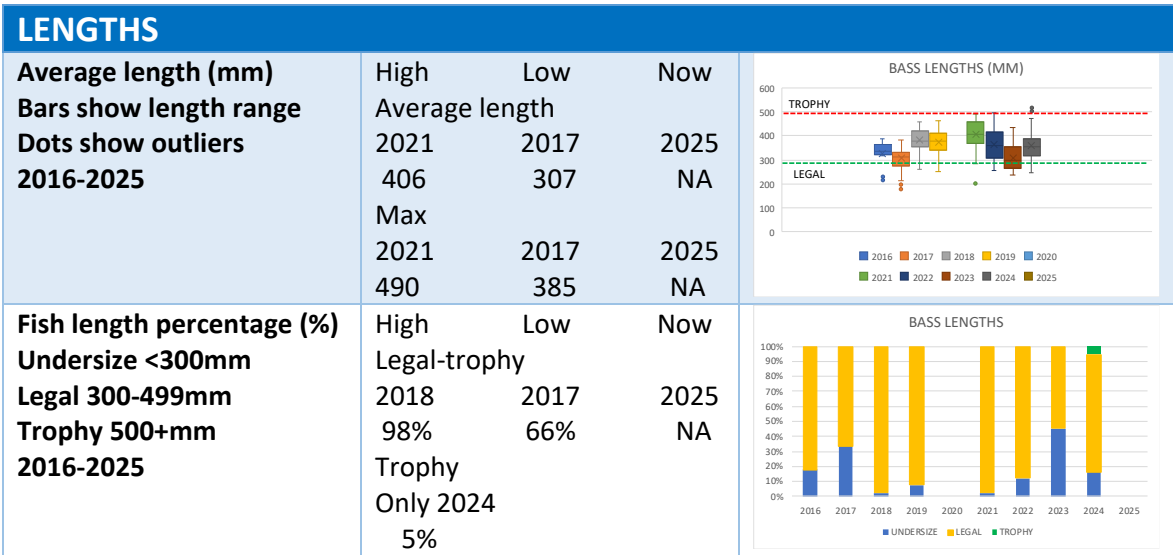 LENGTHS
Average length (mm)
Bars show length range
Dots show outliers
2016-2025
High Low Now
Average length
2021 2017 2025
406 307 NA
Max
2021 2017 2025
490 385 NA
BASS LENGTHS (MM)
600
500
400
300
200
100
0
TROPHY
LEGAL
2016 2017 2018 2019 2020
2021 2022 2023 2024 2025
Fish length percentage (%)
Undersize <300mm
Legal 300-499mm
Trophy 500+mm
2016-2025
High Low Now
Legal-trophy
2018 2017 2025
98% 66% NA
Trophy
Only 2024
5%
BASS LENGTHS
100%
90%
80%
70%
60%
50%
40%
30%
20%
10%
0%
2016 2017 2018 2019 2020 2021 2022 2023 2024 2025
UNDERSIZE LEGAL TROPHY